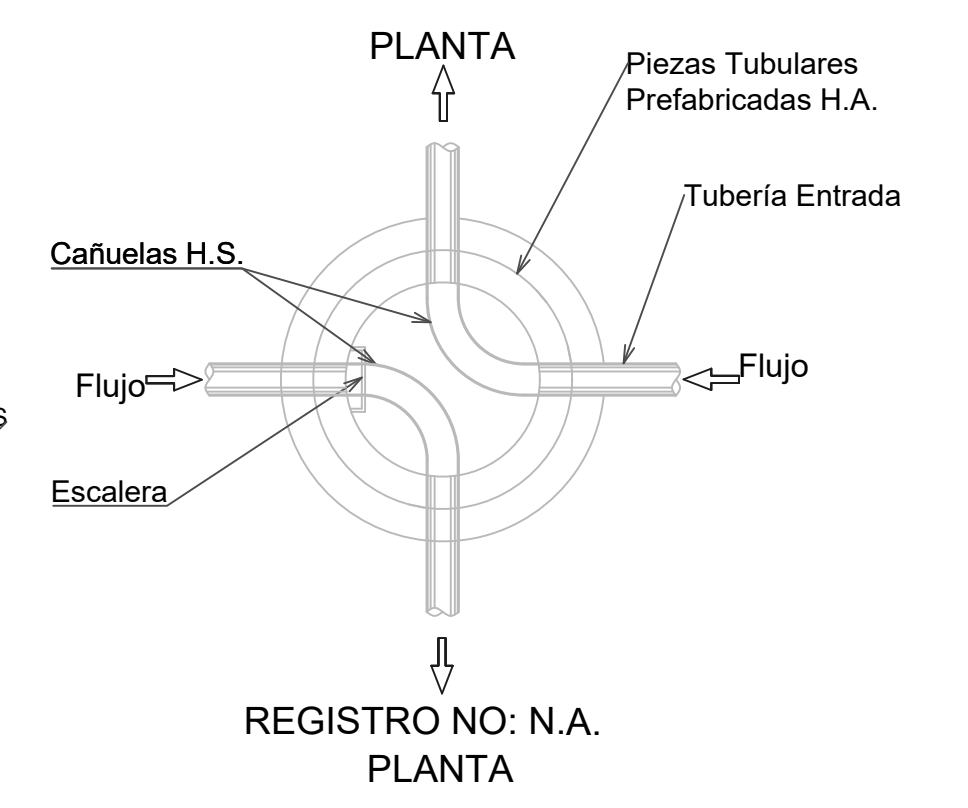 PLANTA
Piezas Tubulares
Prefabricadas H.A.
Tubería Entrada
Cañuelas H.S.
Flujo
Flujo
S
Escalera
REGISTRO NO: N.A.
PLANTA